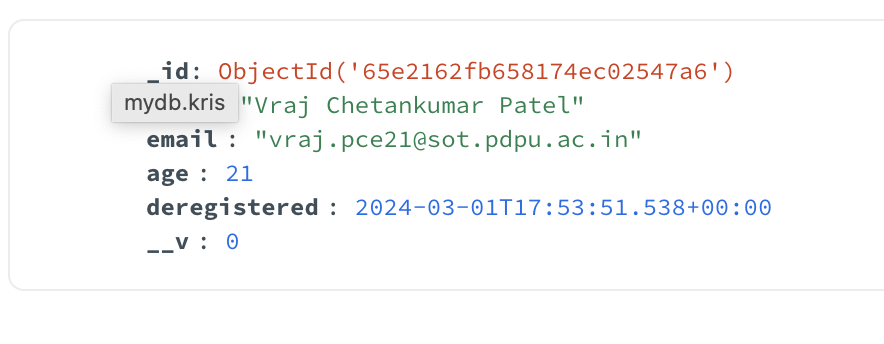 _id: ObjectId('65e2162fb658174ec02547a6')
mydb.kris "Vraj Chetankumar Patel"
email : "vraj.pce21@sot.pdpu.ac.in"
age : 21
deregistered : 2024-03-01T17:53:51.538+00:00
__v : 0